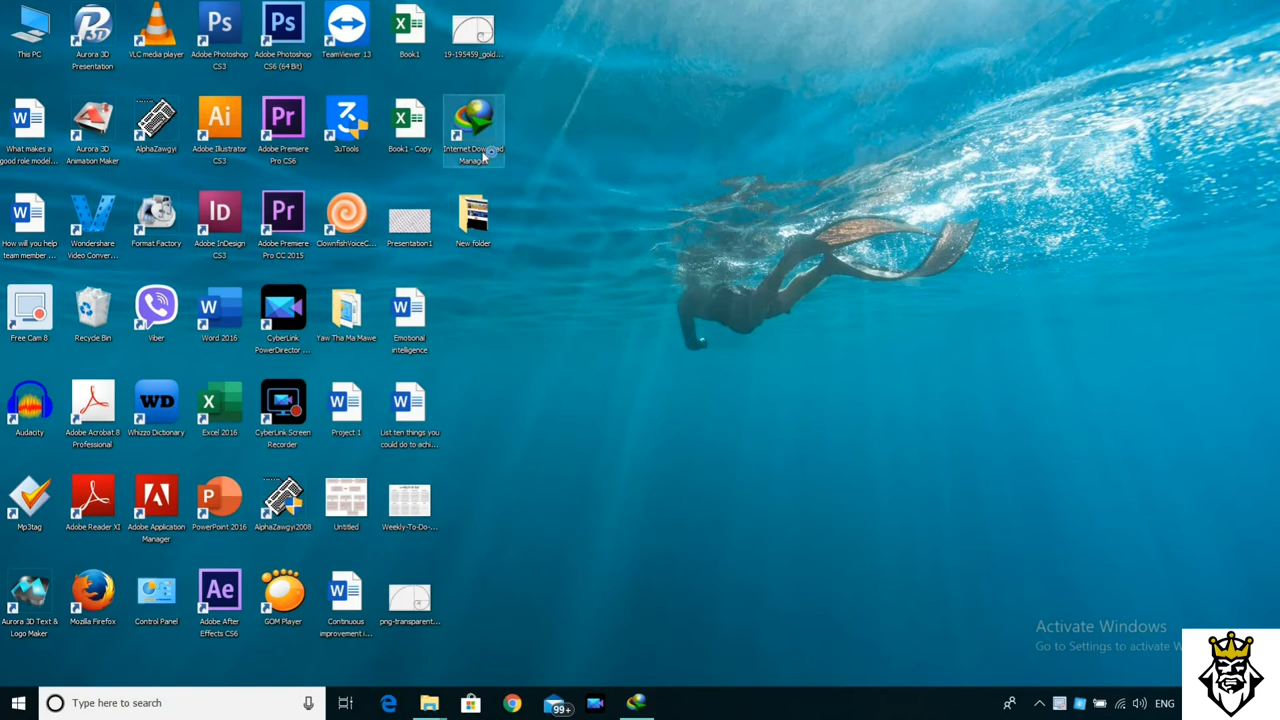 This PC
Aurora 3D
Presentation
VLC media player
Adobe Photoshop
CS3
Adobe Photoshop
CS6 (64 Bit)
TeamViewer 13
Book1
19-195459_gold...
What makes a
good role model...
Aurora 3D
Animation Maker
AlphaZawgyi
Adobe Illustrator
CS3
Adobe Premiere
Pro CS6
3uTools
Book1 - Copy
Internet Download
Manager
How will you help
team member ...
Wondershare
Video Conver...
Format Factory
Adobe InDesign
CS3
Adobe Premiere
Pro CC 2015
ClownfishVoiceC...
Presentation1
New folder
Free Cam 8
Recycle Bin
Viber
Word 2016
CyberLink
PowerDirector ...
Yaw Tha Ma Mawe
Emotional
intelligence
Audacity
Adobe Acrobat 8
Professional
Whizzo Dictionary
Excel 2016
CyberLink Screen
Recorder
Project 1
List ten things you
could do to achi...
Mp3tag
Adobe Reader XI
Adobe Application
Manager
PowerPoint 2016
AlphaZawgyi2008
Untitled
Weekly-To-Do-...
Aurora 3D Text &
Logo Maker
Mozilla Firefox
Control Panel
Adobe After
Effects CS6
GOM Player
Continuous
improvement i...
png-transparent...
Activate Windows
Go to Settings to activate W
Type here to search
99+
ENG